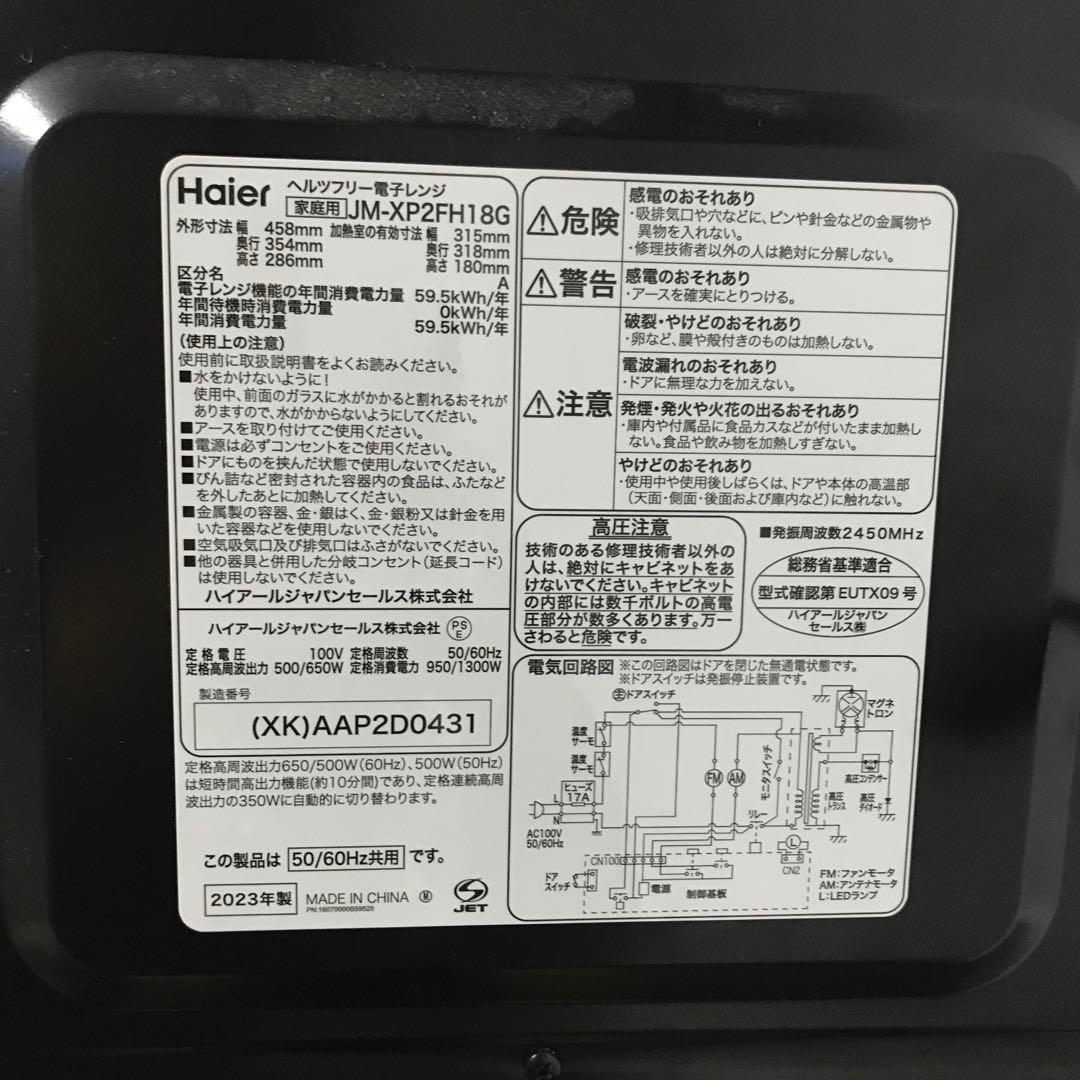 Haier
ヘルツフリー電子レンジ
家庭用 JM-XP2FH18G
外形寸法 幅 458mm 加熱室の有効寸法 幅 315mm
奥行 354mm 奥行 318mm
高さ 286mm 高さ 180mm
区分名 A
電子レンジ機能の年間消費電力量 59.5kWh/年
年間待機時消費電力量 0kWh/年
年間消費電力量 59.5kWh/年
(使用上の注意)
使用前に取扱説明書をよくお読みください。
■水をかけないように!
使用中、前面のガラスに水がかかると割れるおそれが
ありますので、水がかからないようにしてください。
■アースを取り付けてご使用ください。
■電源は必ずコンセントをご使用ください。
■ドアにものを挟んだ状態で使用しないでください。
■びん詰など密封された容器内の食品は、ふたなど
を外したあとに加熱してください。
■金属製の容器、金・銀はく、金・銀粉又は針金を用
いた容器などを使用しないでください。
■空気吸気口及び排気口はふさがないでください。
■他の器具と併用した分岐コンセント(延長コード)
は使用しないでください。
ハイアールジャパンセールス株式会社
ハイアールジャパンセールス株式会社 PSE
定格電圧 100V 定格周波数 50/60Hz
定格高周波出力 500/650W 定格消費電力 950/1300W
製造番号
(XK)AAP2D0431
定格高周波出力650/500W(60Hz)、500W(50Hz)
は短時間高出力機能(約10分間)であり、定格連続高周
波出力の350Wに自動的に切り替わります。
この製品は 50/60Hz共用 です。
2023年製 MADE IN CHINA Ⓜ JET
PN:16070000B59525
⚠危険
感電のおそれあり
・吸排気口や穴などに、ピンや針金などの金属物や
異物を入れない。
・修理技術者以外の人は絶対に分解しない。
⚠警告
感電のおそれあり
・アースを確実にとりつける。
⚠注意
破裂・やけどのおそれあり
・卵など、膜や殻付きのものは加熱しない。
電波漏れのおそれあり
・ドアに無理な力を加えない。
発煙・発火や火花の出るおそれあり
・庫内や付属品に食品カスなどが付いたまま加熱し
ない。食品や飲み物を加熱しすぎない。
やけどのおそれあり
・使用中や使用後しばらくは、ドアや本体の高温部
(天面・側面・後面および庫内など)に触れない。
高圧注意
技術のある修理技術者以外の
人は、絶対にキャビネットをあ
けないでください。キャビネット
の内部には数千ボルトの高電
圧部分が数多くあります。万一
さわると危険です。
■発振周波数2450MHz
総務省基準適合
型式確認第EUTX09号
ハイアールジャパン
セールス㈱
電気回路図 ※この回路図はドアを閉じた無通電状態です。
※ドアスイッチは発振停止装置です。
主ドアスイッチ
マグネ
トロン
温度
サーモ
温度
サーモ
FM
AM
モニタスイッチ
高圧コンデンサー
ヒューズ
17A
L
N
AC100V
50/60Hz
リレー
高圧
トランス
高圧
ダイオード
L
CN100
CN2
ドア
スイッチ
電源
制御基板
FM:ファンモータ
AM:アンテナモータ
L:LEDランプ